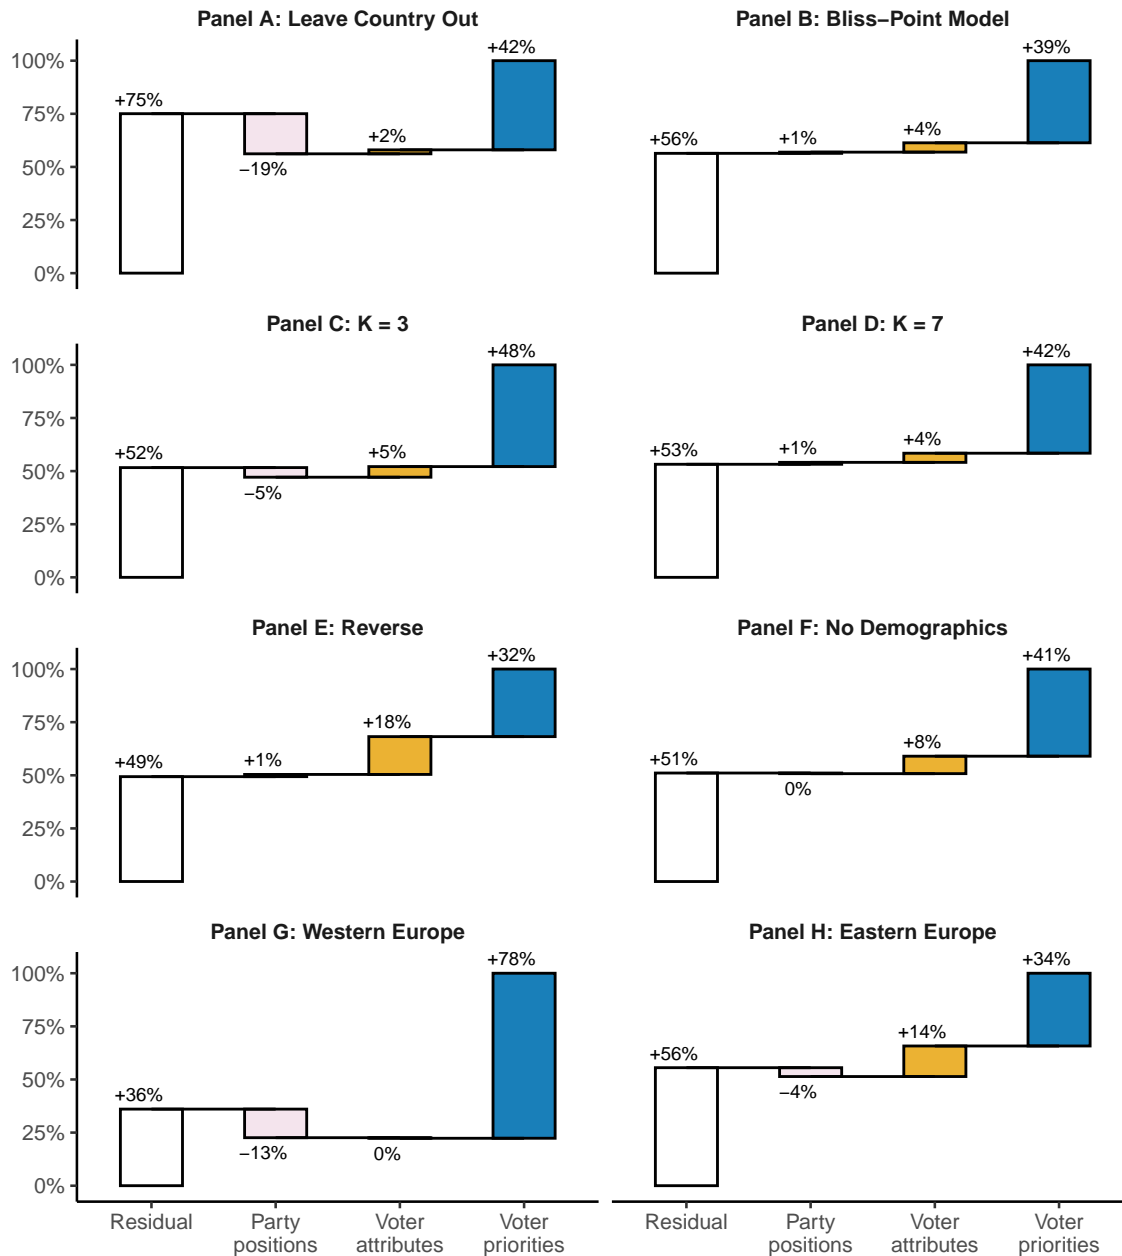 Panel A: Leave Country Out
+42%
100%
+75%
75%
+2%
50%
−19%
25%
0%
Panel B: Bliss−Point Model
+39%
+56%
+1%
+4%
Panel C: K = 3
+48%
100%
75%
+52%
+5%
50%
−5%
25%
0%
Panel D: K = 7
+42%
+53%
+1%
+4%
Panel E: Reverse
+32%
100%
75%
+18%
+49%
+1%
50%
25%
0%
Panel F: No Demographics
+41%
+51%
0%
+8%
Panel G: Western Europe
+78%
100%
75%
50%
+36%
25%
−13%
0%
0%
Residual
Party
positions
Voter
attributes
Voter
priorities
Panel H: Eastern Europe
+34%
+56%
−4%
+14%
Residual
Party
positions
Voter
attributes
Voter
priorities